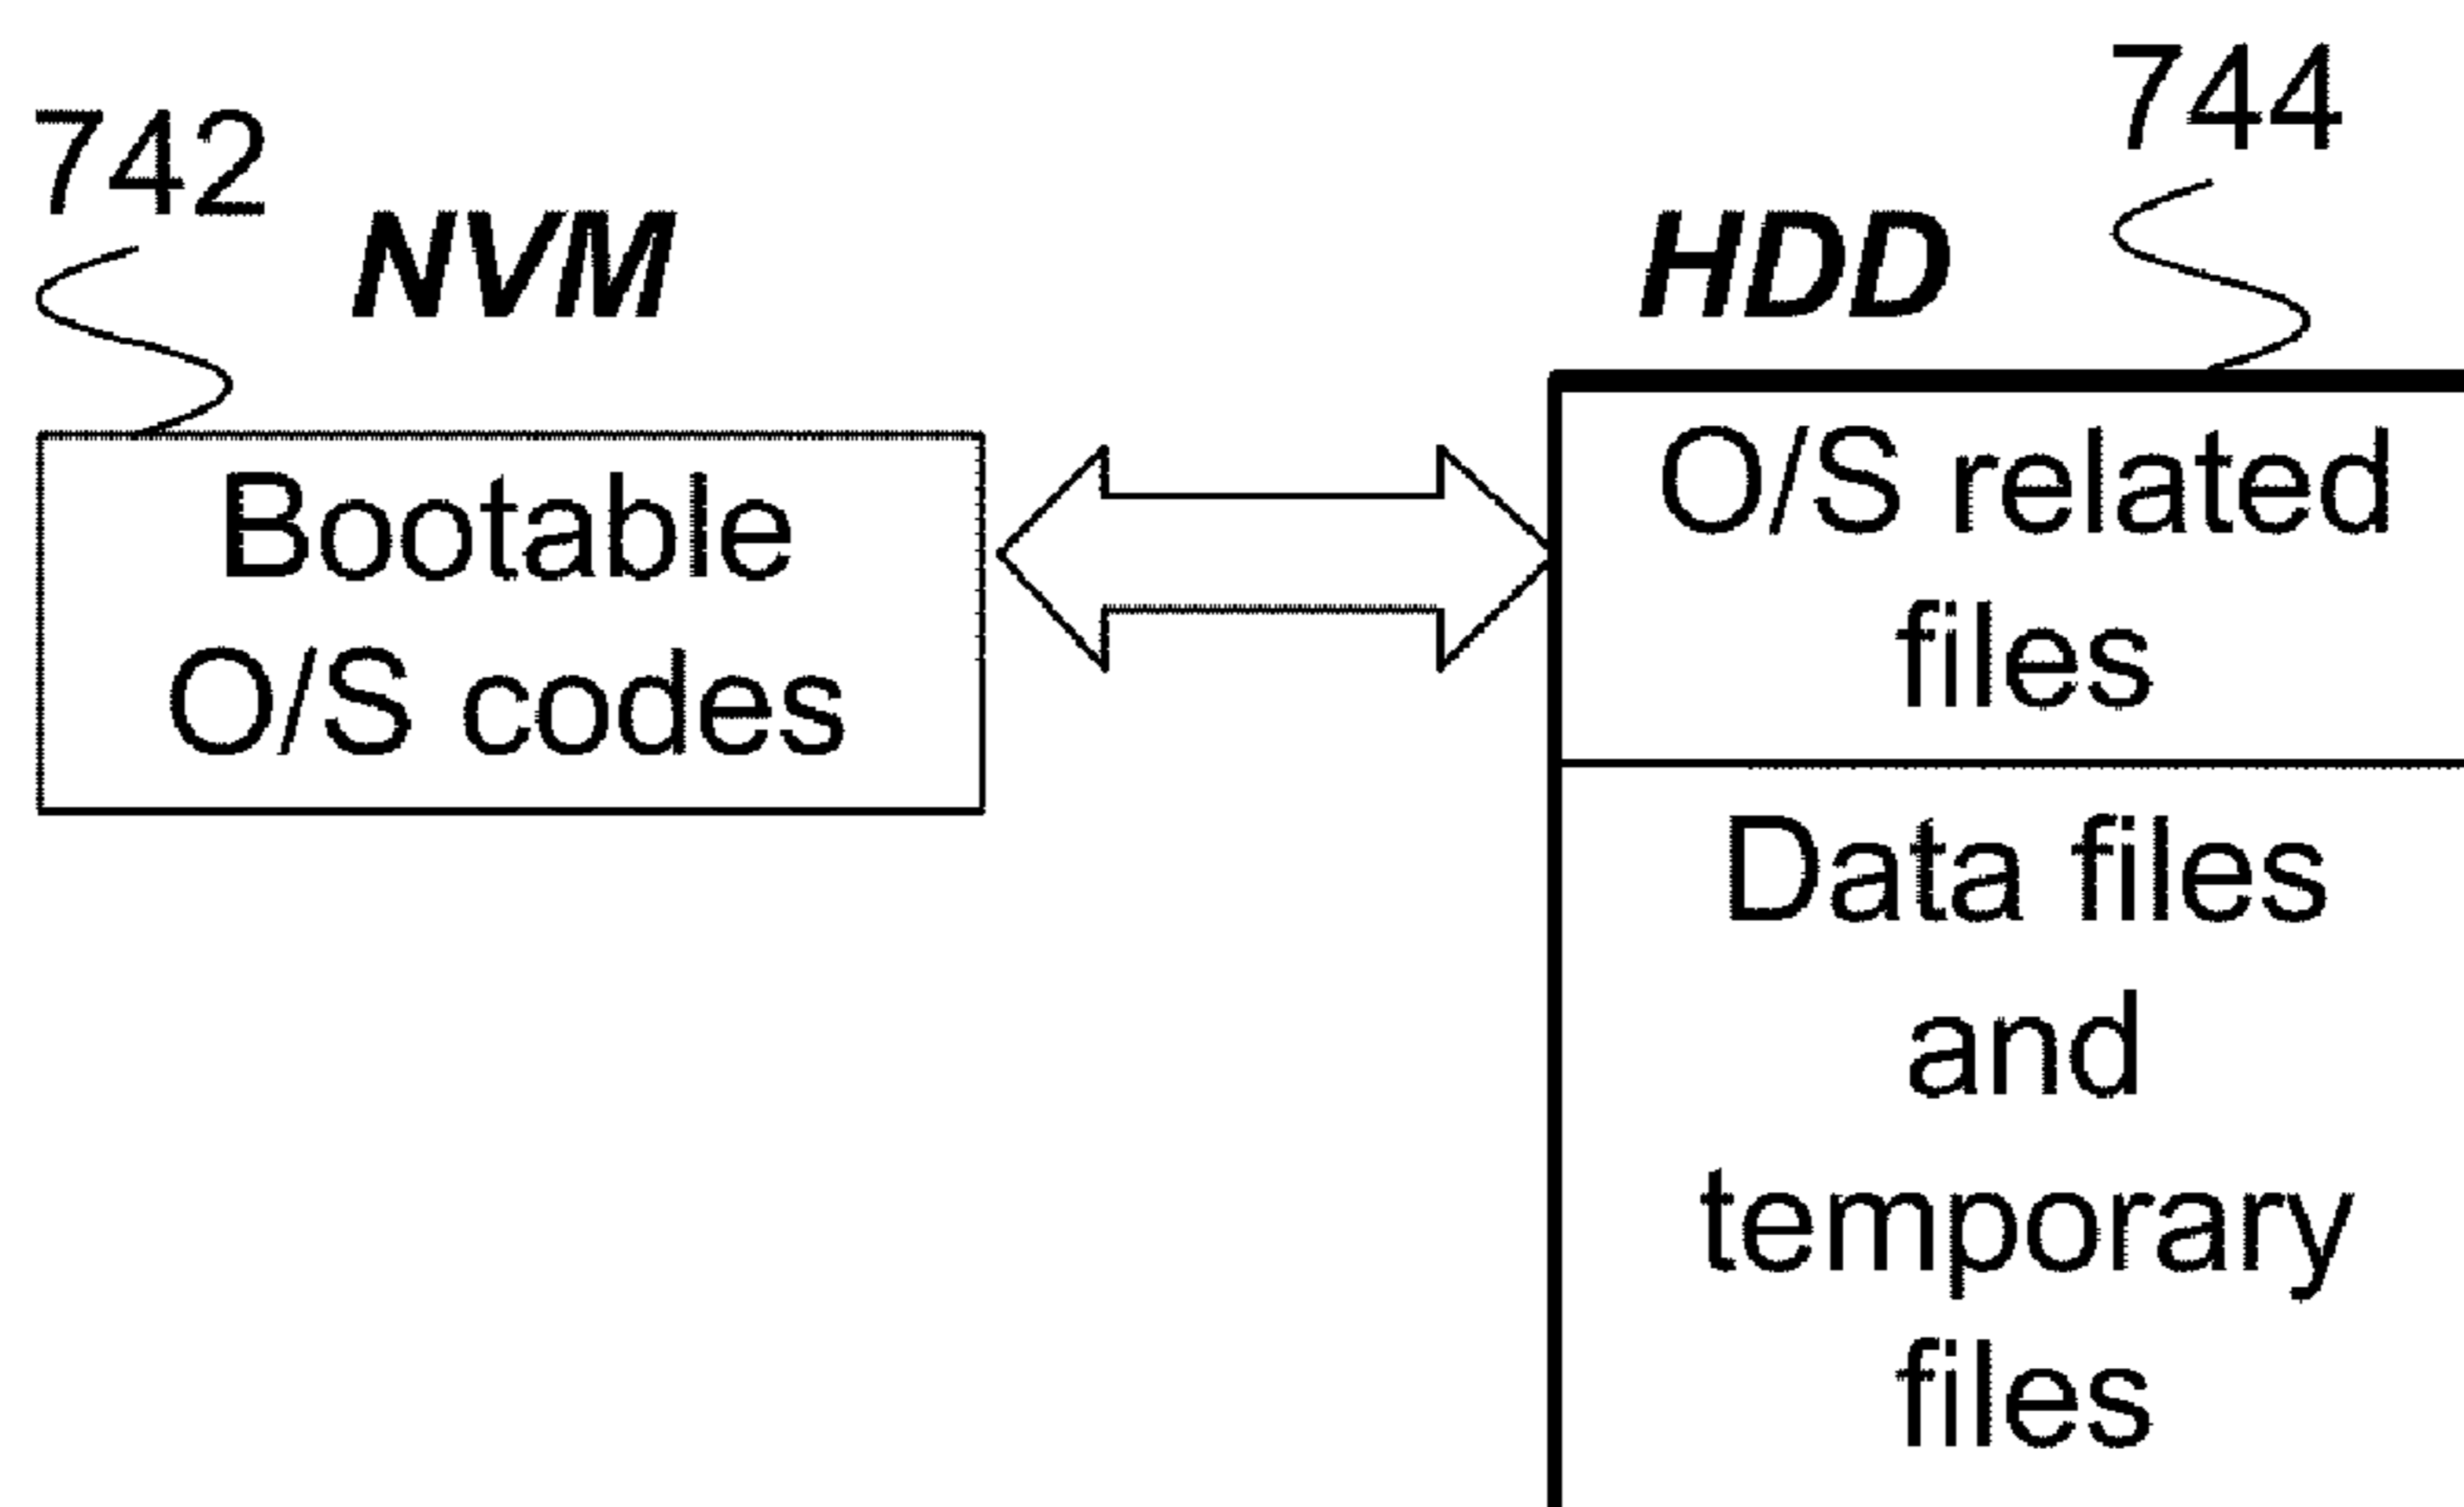 742
NVM
Bootable
O/S codes
744
HDD
O/S related
files
Data files
and
temporary
files